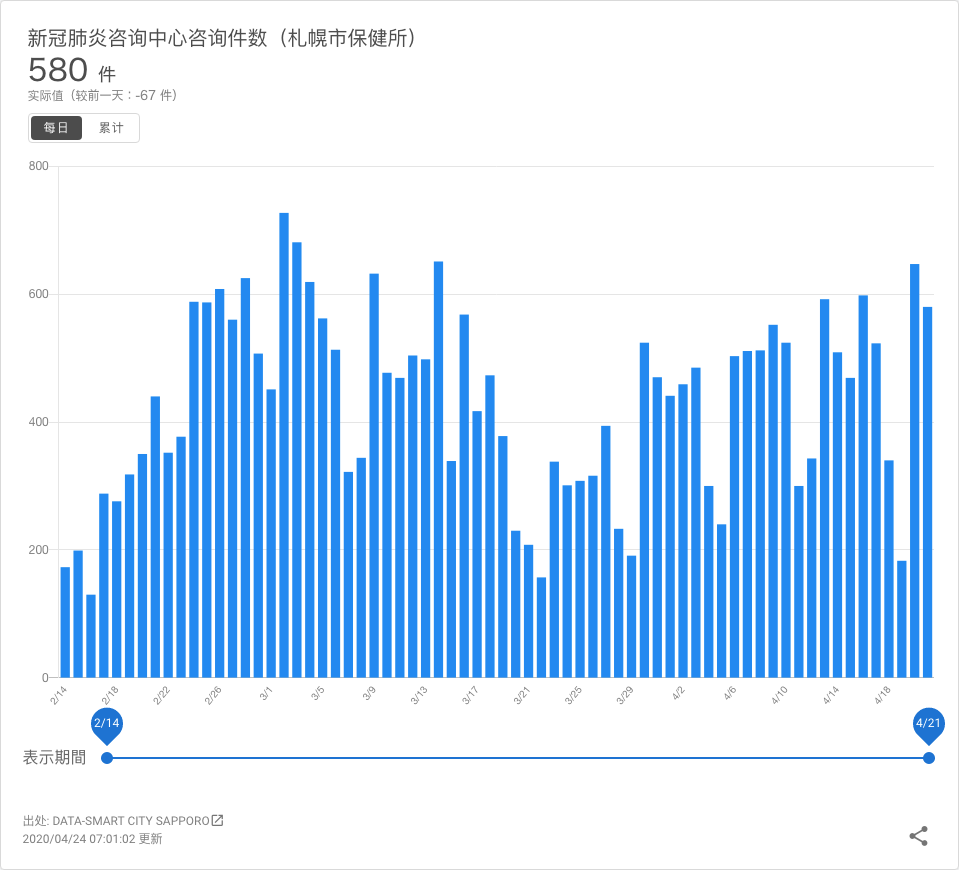 新冠肺炎咨询中心咨询件数（札幌市保健所）
580 件
实际值（较前一天：-67 件）
每日 累计
800
600
400
200
0
2/14 2/18 2/22 2/26 3/1 3/5 3/9 3/13 3/17 3/21 3/25 3/29 4/2 4/6 4/10 4/14 4/18
2/14 4/21
表示期間
出处: DATA-SMART CITY SAPPORO
2020/04/24 07:01:02 更新